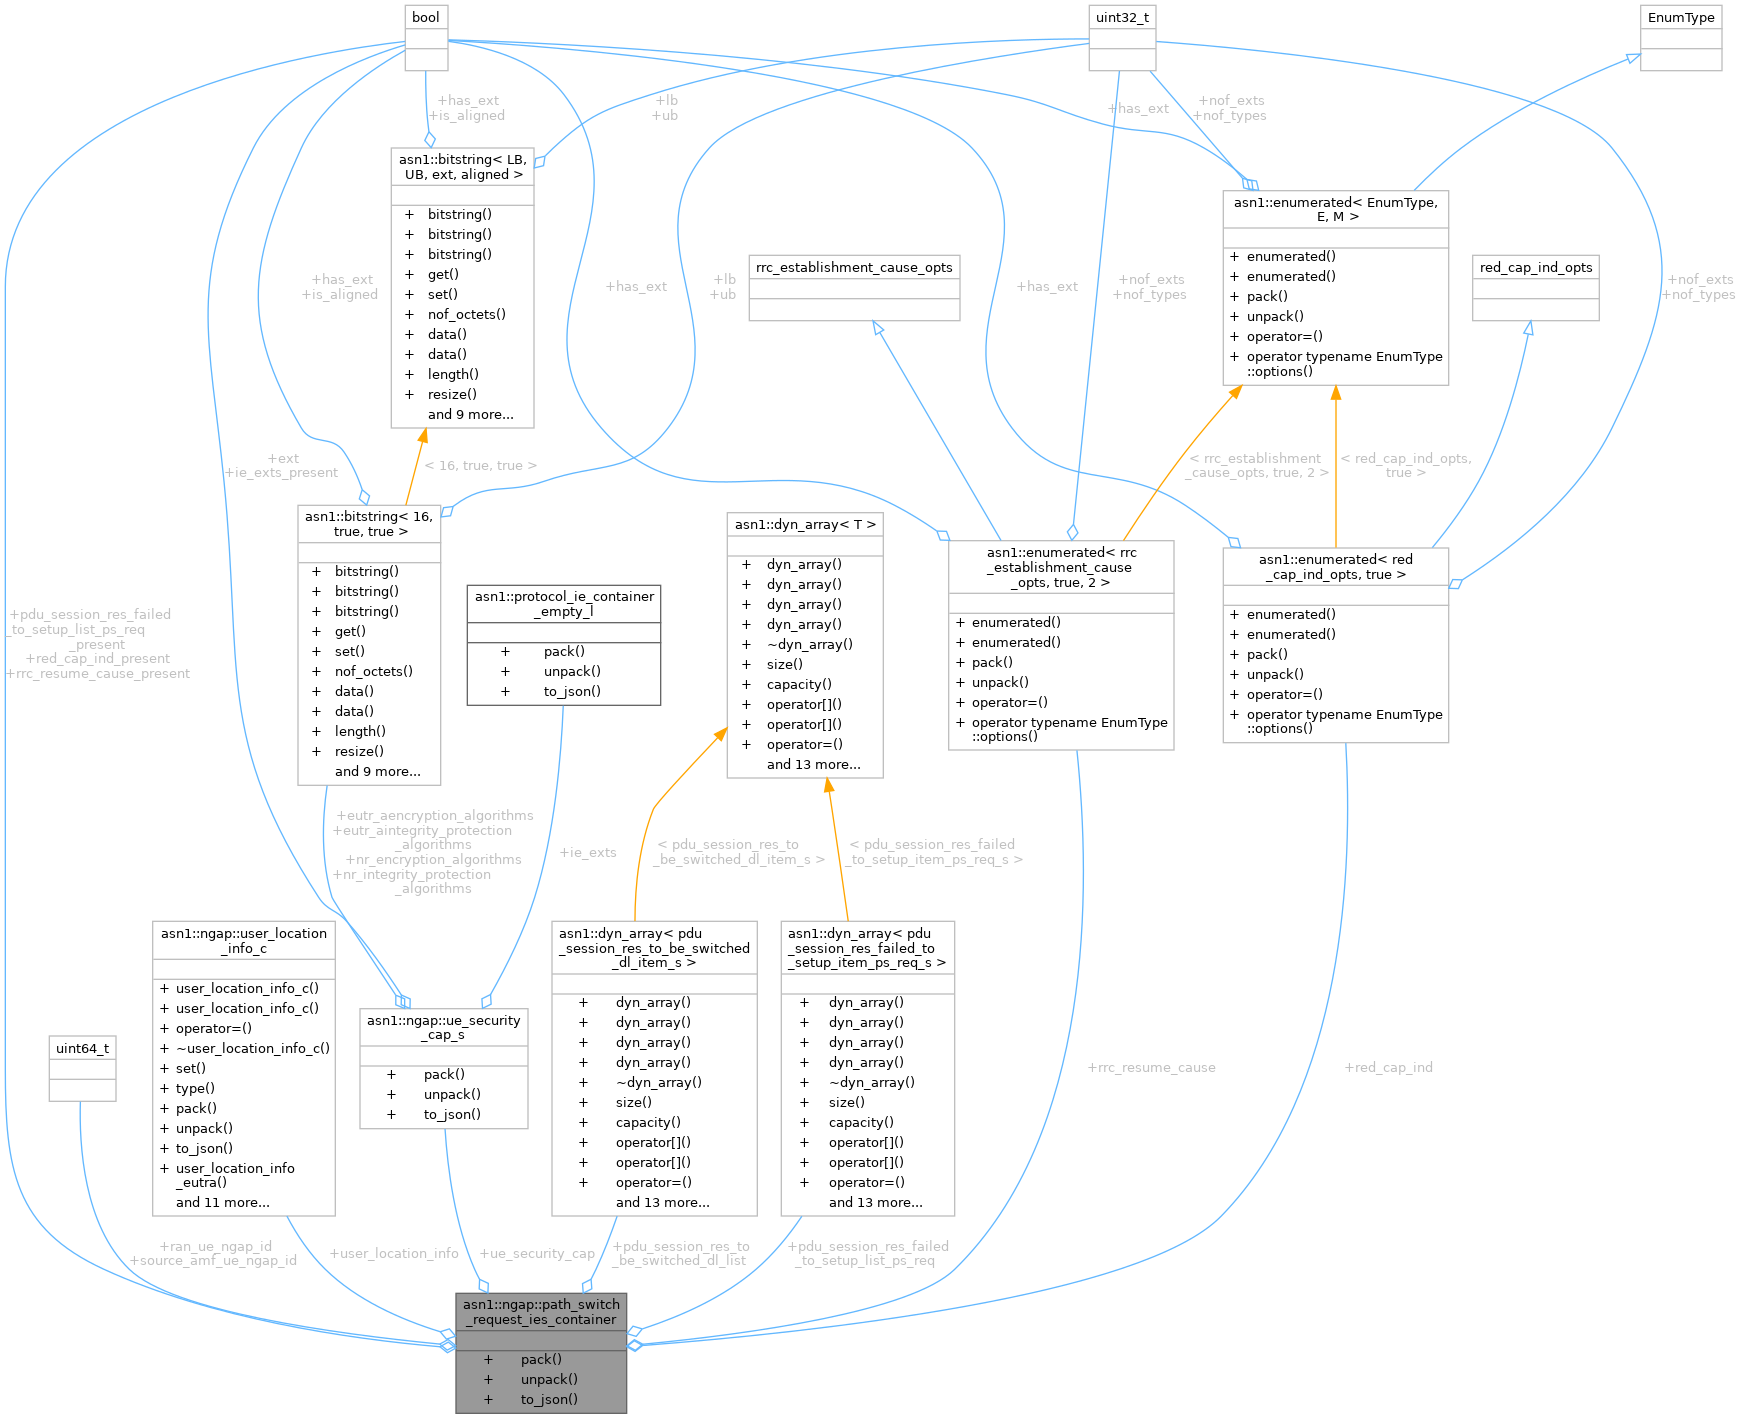 bool
uint32_t
EnumType
+has_ext
+is_aligned
+lb
+ub
+has_ext
+nof_exts
+nof_types
asn1::bitstring< LB,
UB, ext, aligned >
+ bitstring()
+ bitstring()
+ bitstring()
+ get()
+ set()
+ nof_octets()
+ data()
+ data()
+ length()
+ resize()
and 9 more...
asn1::enumerated< EnumType,
E, M >
+ enumerated()
+ enumerated()
+ pack()
+ unpack()
+ operator=()
+ operator typename EnumType
::options()
rrc_establishment_cause_opts
red_cap_ind_opts
+has_ext
+is_aligned
+has_ext
+lb
+ub
+has_ext
+nof_exts
+nof_types
+nof_exts
+nof_types
+ext
+ie_exts_present
< 16, true, true >
< rrc_establishment
_cause_opts, true, 2 >
< red_cap_ind_opts,
true >
asn1::bitstring< 16,
true, true >
+ bitstring()
+ bitstring()
+ bitstring()
+ get()
+ set()
+ nof_octets()
+ data()
+ data()
+ length()
+ resize()
and 9 more...
asn1::protocol_ie_container
_empty_l
+ pack()
+ unpack()
+ to_json()
asn1::dyn_array< T >
+ dyn_array()
+ dyn_array()
+ dyn_array()
+ dyn_array()
+ ~dyn_array()
+ size()
+ capacity()
+ operator[]()
+ operator[]()
+ operator=()
and 13 more...
asn1::enumerated< rrc
_establishment_cause
_opts, true, 2 >
+ enumerated()
+ enumerated()
+ pack()
+ unpack()
+ operator=()
+ operator typename EnumType
::options()
asn1::enumerated< red
_cap_ind_opts, true >
+ enumerated()
+ enumerated()
+ pack()
+ unpack()
+ operator=()
+ operator typename EnumType
::options()
+pdu_session_res_failed
_to_setup_list_ps_req
_present
+red_cap_ind_present
+rrc_resume_cause_present
+eutr_aencryption_algorithms
+eutr_aintegrity_protection
_algorithms
+nr_encryption_algorithms
+nr_integrity_protection
_algorithms
+ie_exts
< pdu_session_res_to
_be_switched_dl_item_s >
< pdu_session_res_failed
_to_setup_item_ps_req_s >
asn1::ngap::user_location
_info_c
+ user_location_info_c()
+ user_location_info_c()
+ operator=()
+ ~user_location_info_c()
+ set()
+ type()
+ pack()
+ unpack()
+ to_json()
+ user_location_info
_eutra()
and 11 more...
uint64_t
asn1::ngap::ue_security
_cap_s
+ pack()
+ unpack()
+ to_json()
asn1::dyn_array< pdu
_session_res_to_be_switched
_dl_item_s >
+ dyn_array()
+ dyn_array()
+ dyn_array()
+ dyn_array()
+ ~dyn_array()
+ size()
+ capacity()
+ operator[]()
+ operator[]()
+ operator=()
and 13 more...
asn1::dyn_array< pdu
_session_res_failed_to
_setup_item_ps_req_s >
+ dyn_array()
+ dyn_array()
+ dyn_array()
+ dyn_array()
+ ~dyn_array()
+ size()
+ capacity()
+ operator[]()
+ operator[]()
+ operator=()
and 13 more...
+rrc_resume_cause
+red_cap_ind
+ran_ue_ngap_id
+source_amf_ue_ngap_id
+user_location_info
+ue_security_cap
+pdu_session_res_to
_be_switched_dl_list
+pdu_session_res_failed
_to_setup_list_ps_req
asn1::ngap::path_switch
_request_ies_container
+ pack()
+ unpack()
+ to_json()